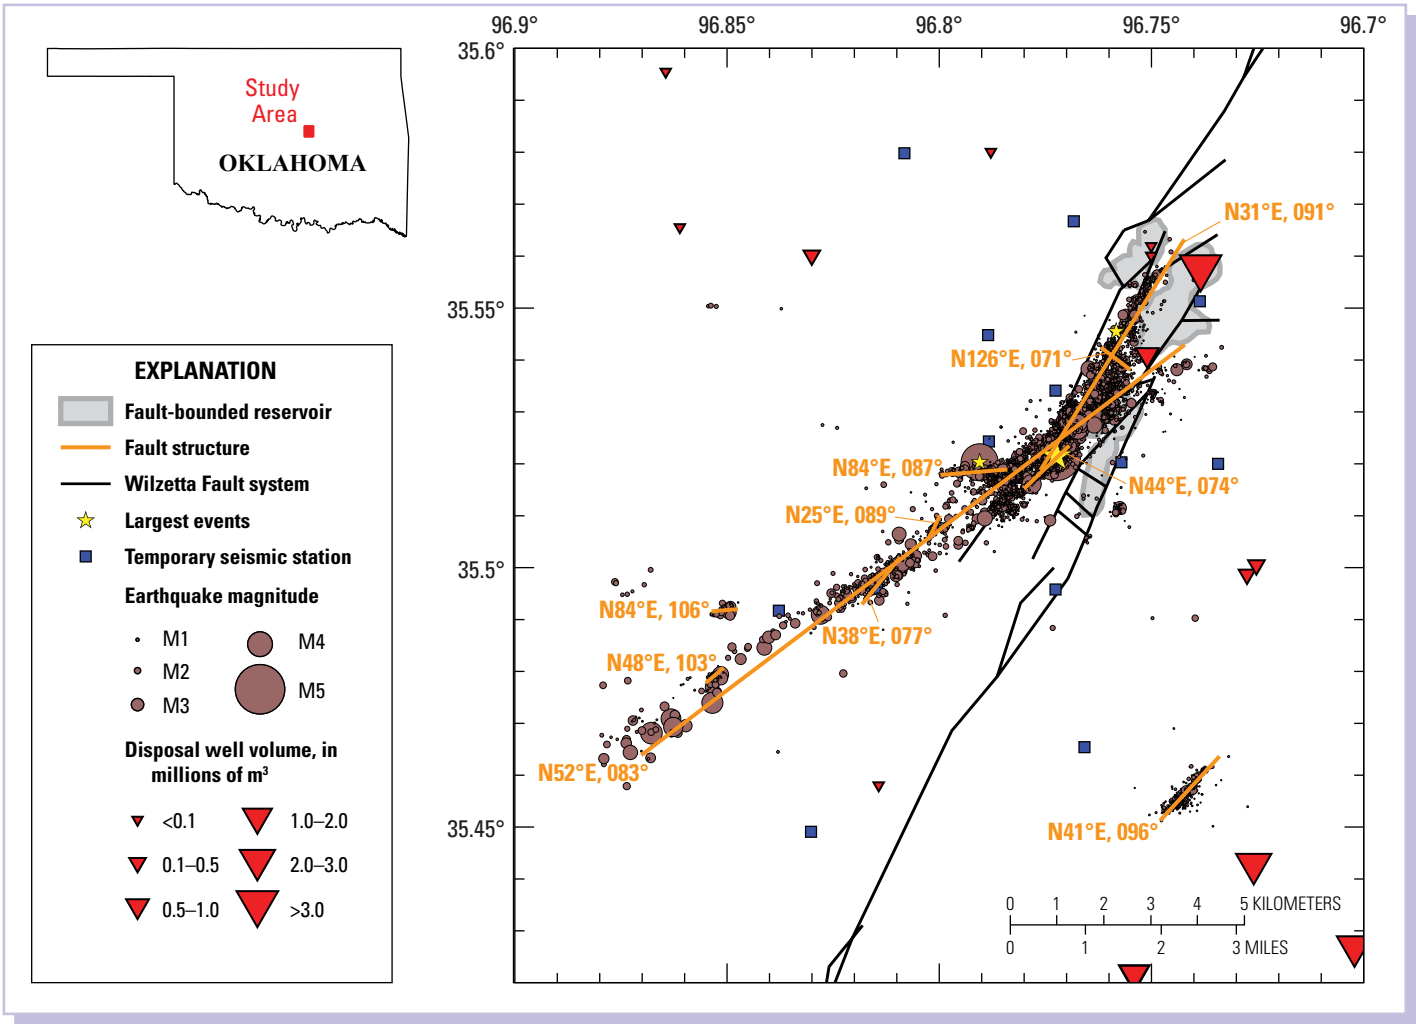 96.9°
96.85°
96.8°
96.75°
96.7°
35.6°
35.55°
35.5°
35.45°
Study
Area
OKLAHOMA
EXPLANATION
Fault-bounded reservoir
Fault structure
Wilzetta Fault system
Largest events
Temporary seismic station
Earthquake magnitude
M1
M2
M3
M4
M5
Disposal well volume, in
millions of m³
<0.1
0.1–0.5
0.5–1.0
1.0–2.0
2.0–3.0
>3.0
N31°E, 091°
N126°E, 071°
N84°E, 087°
N44°E, 074°
N25°E, 089°
N84°E, 106°
N38°E, 077°
N48°E, 103°
N52°E, 083°
N41°E, 096°
0 1 2 3 4 5 KILOMETERS
0 1 2 3 MILES